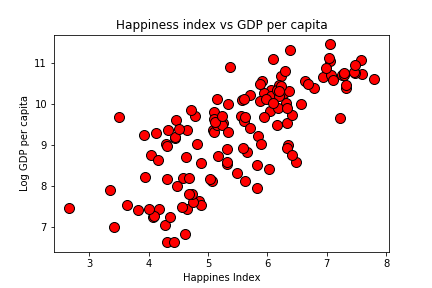 Happiness index vs GDP per capita
Log GDP per capita
11
10
9
8
7
3 4 5 6 7 8
Happines Index